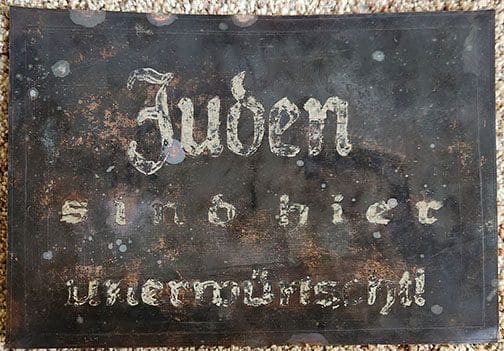 Juden
sind hier
unerwünscht!